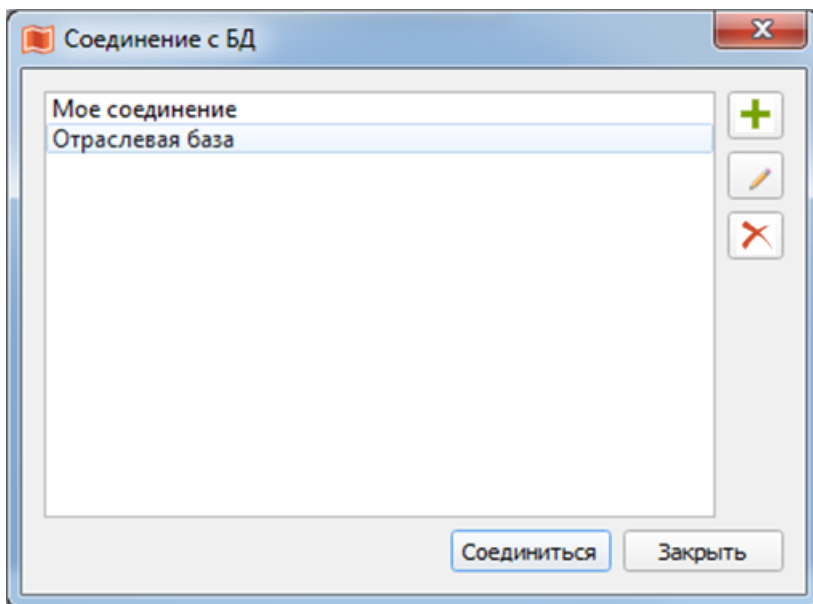 Соединение с БД
Мое соединение
Отраслевая база
Соединиться
Закрыть